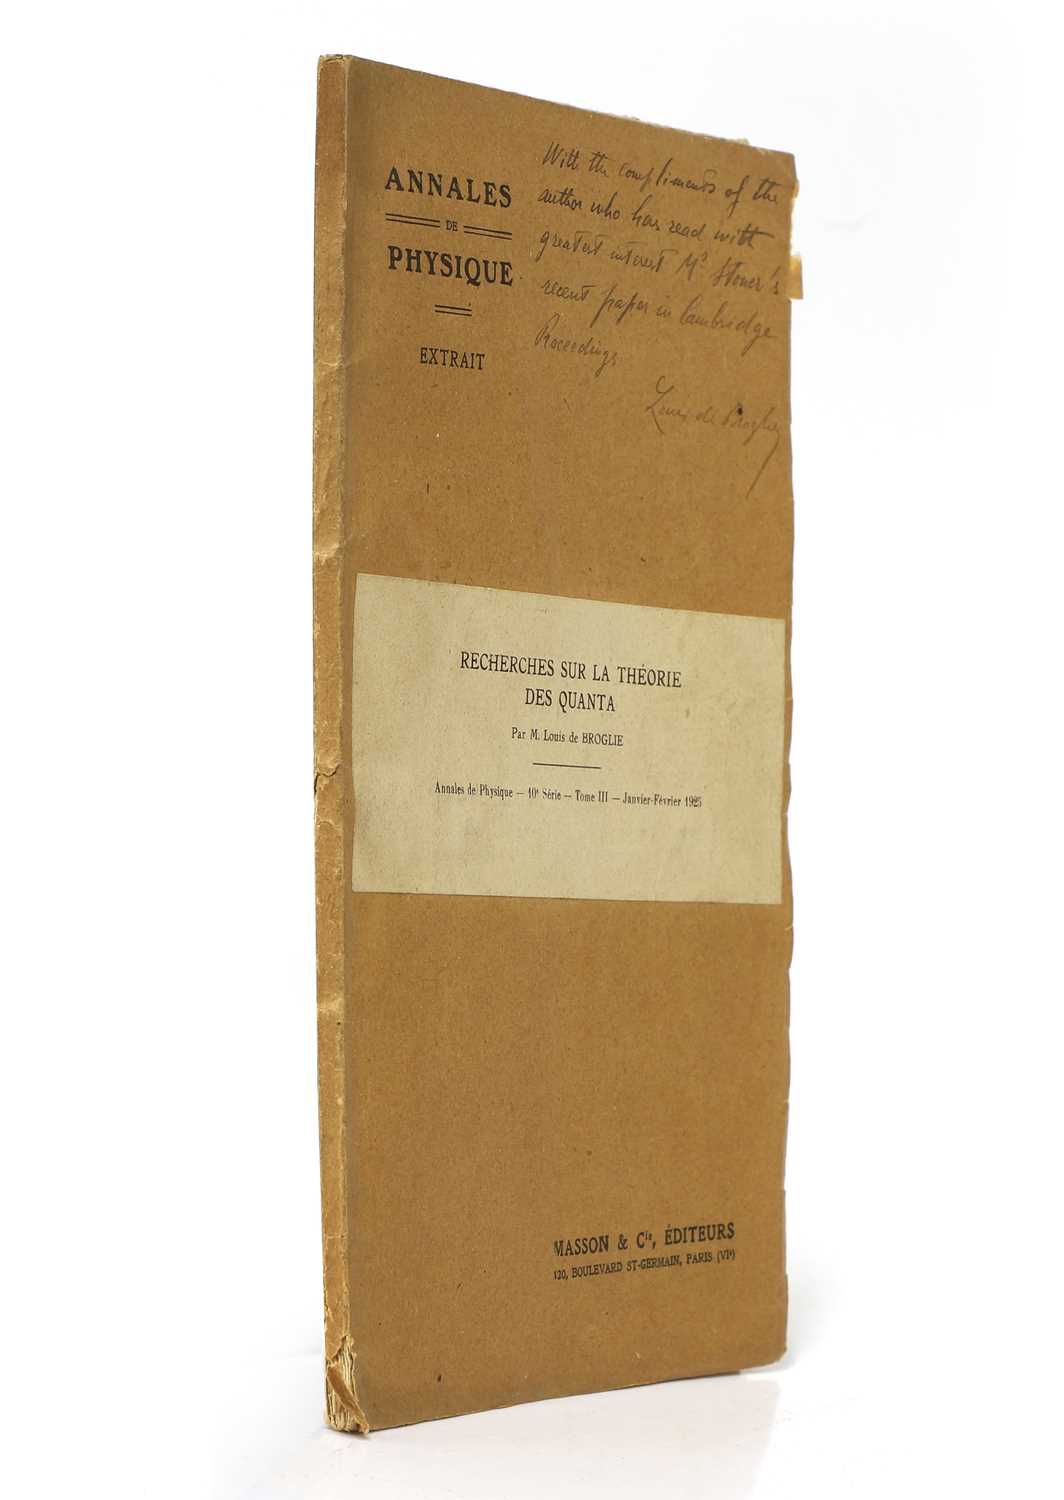 ANNALES
DE
PHYSIQUE
EXTRAIT
With the compliments of the
author who has read with
greatest interest Mr Stoner's
recent paper in Cambridge
Proceedings
Louis de Broglie
RECHERCHES SUR LA THÉORIE
DES QUANTA
Par M. Louis de BROGLIE
Annales de Physique — 10e Série — Tome III — Janvier-Février 1925
MASSON & Cie, ÉDITEURS
120, BOULEVARD ST-GERMAIN, PARIS (VIe)